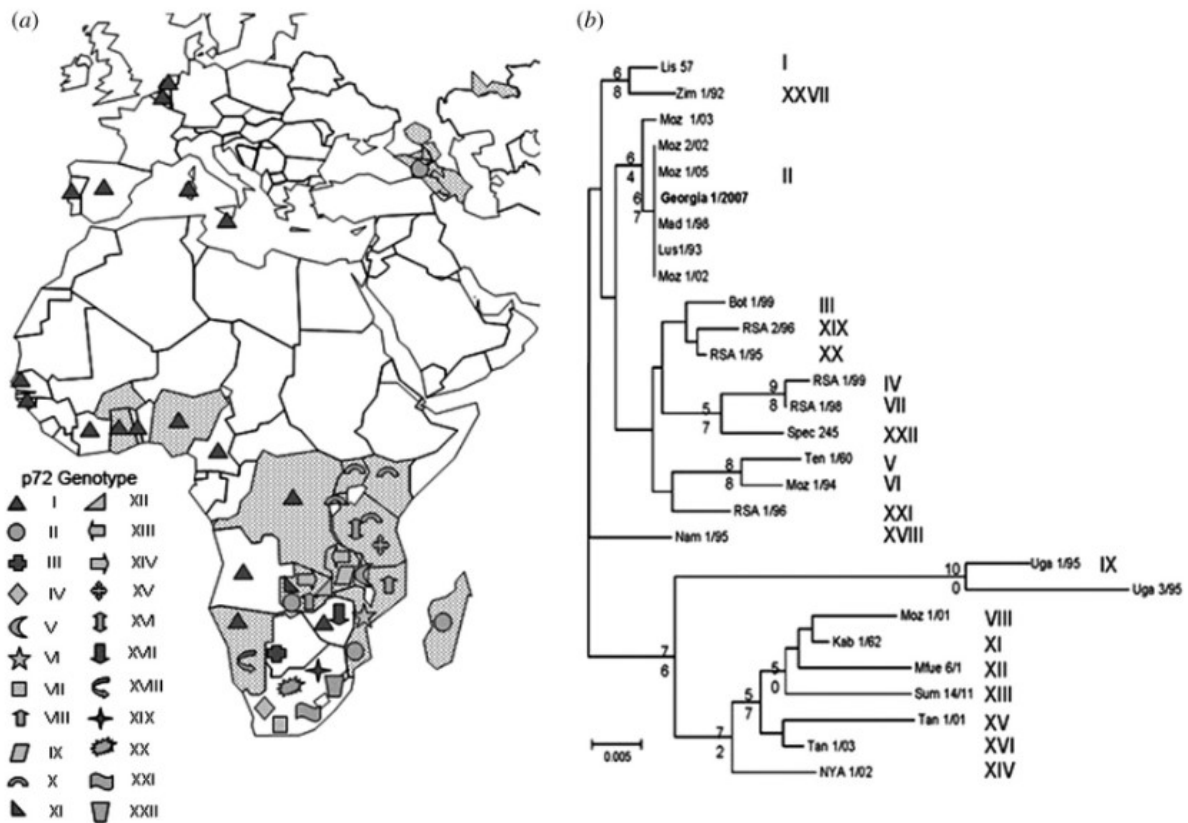 (a)
p72 Genotype
I
XII
II
XIII
III
XIV
IV
XV
V
XVI
VI
XVII
VII
XVIII
VIII
XIX
IX
XX
X
XXI
XI
XXII
(b)
Lis 57 I
6
8
Zim 1/92 XXVII
Moz 1/03
Moz 2/02
6
4
Moz 1/05
II
6
7
Georgia 1/2007
Mad 1/98
Lus1/93
Moz 1/02
Bot 1/99 III
RSA 2/96 XIX
RSA 1/95 XX
9
8
RSA 1/99 IV
RSA 1/98 VII
5
7
Spec 245 XXII
8
8
Ten 1/60 V
Moz 1/94 VI
RSA 1/96 XXI
Nam 1/95 XVIII
10
0
Uga 1/95 IX
Uga 3/95
7
6
Moz 1/01 VIII
Kab 1/62 XI
5
0
Mfue 6/1 XII
Sum 14/11 XIII
5
7
Tan 1/01 XV
7
2
Tan 1/03 XVI
NYA 1/02 XIV
0.005